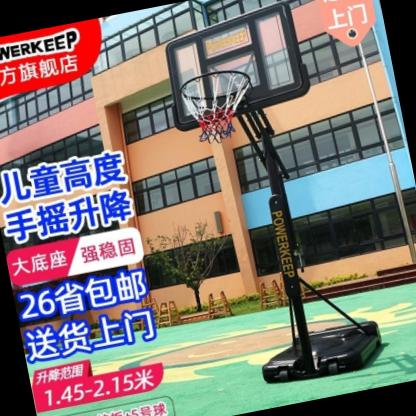 WERKEEP
方旗舰店
上门
儿童高度
手摇升降
大底座
强稳固
26省包邮
送货上门
升降范围
1.45-2.15米
POWERKEEP